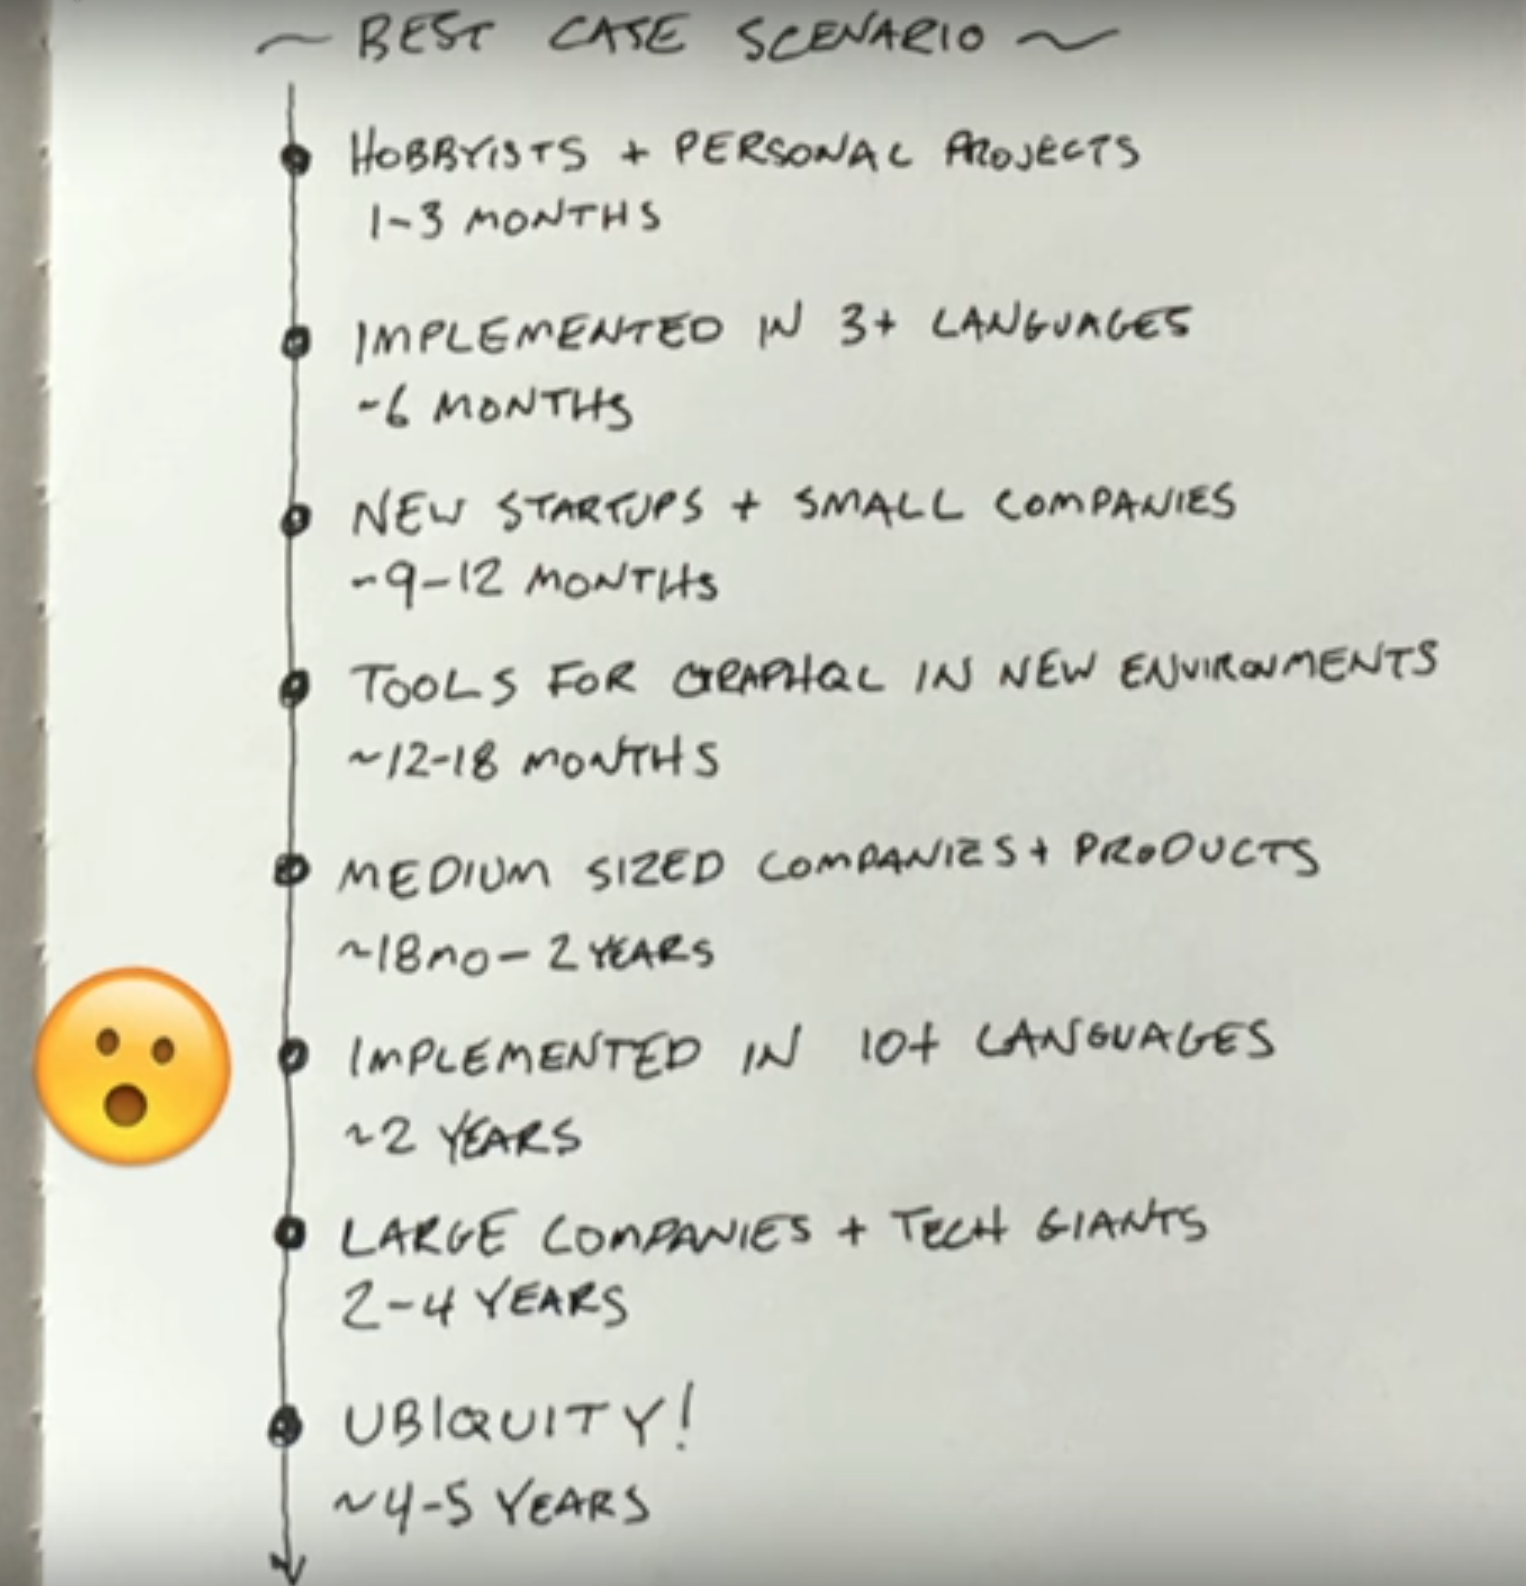 ~ BEST CASE SCENARIO ~
HOBBYISTS + PERSONAL PROJECTS
1-3 MONTHS
IMPLEMENTED IN 3+ LANGUAGES
~6 MONTHS
NEW STARTUPS + SMALL COMPANIES
~9-12 MONTHS
TOOLS FOR GRAPHQL IN NEW ENVIRONMENTS
~12-18 MONTHS
MEDIUM SIZED COMPANIES + PRODUCTS
~18mo - 2 YEARS
IMPLEMENTED IN 10+ LANGUAGES
~2 YEARS
LARGE COMPANIES + TECH GIANTS
2-4 YEARS
UBIQUITY!
~4-5 YEARS